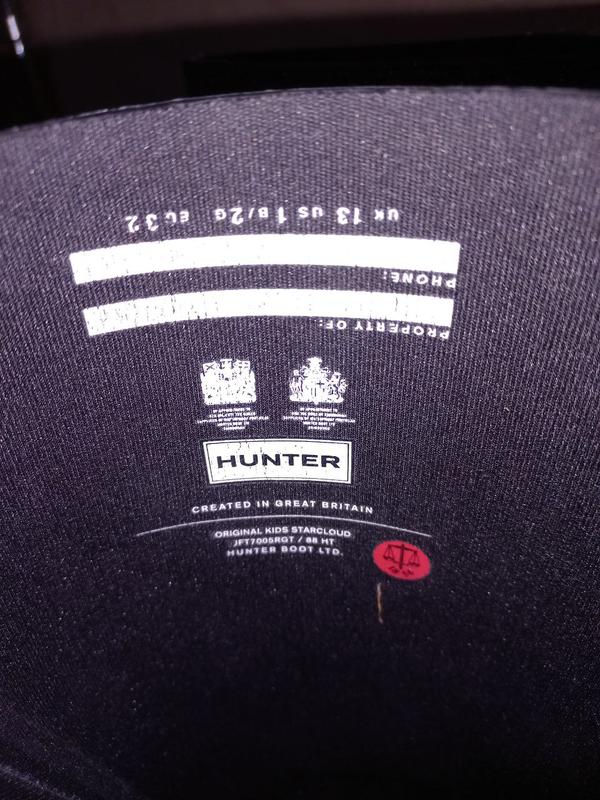 UK 13 US 1 B/2G EU 32
PHONE:
PROPERTY OF:
HUNTER
CREATED IN GREAT BRITAIN
ORIGINAL KIDS STARCLOUD
JFT7005RGT / 88 HT
HUNTER BOOT LTD.